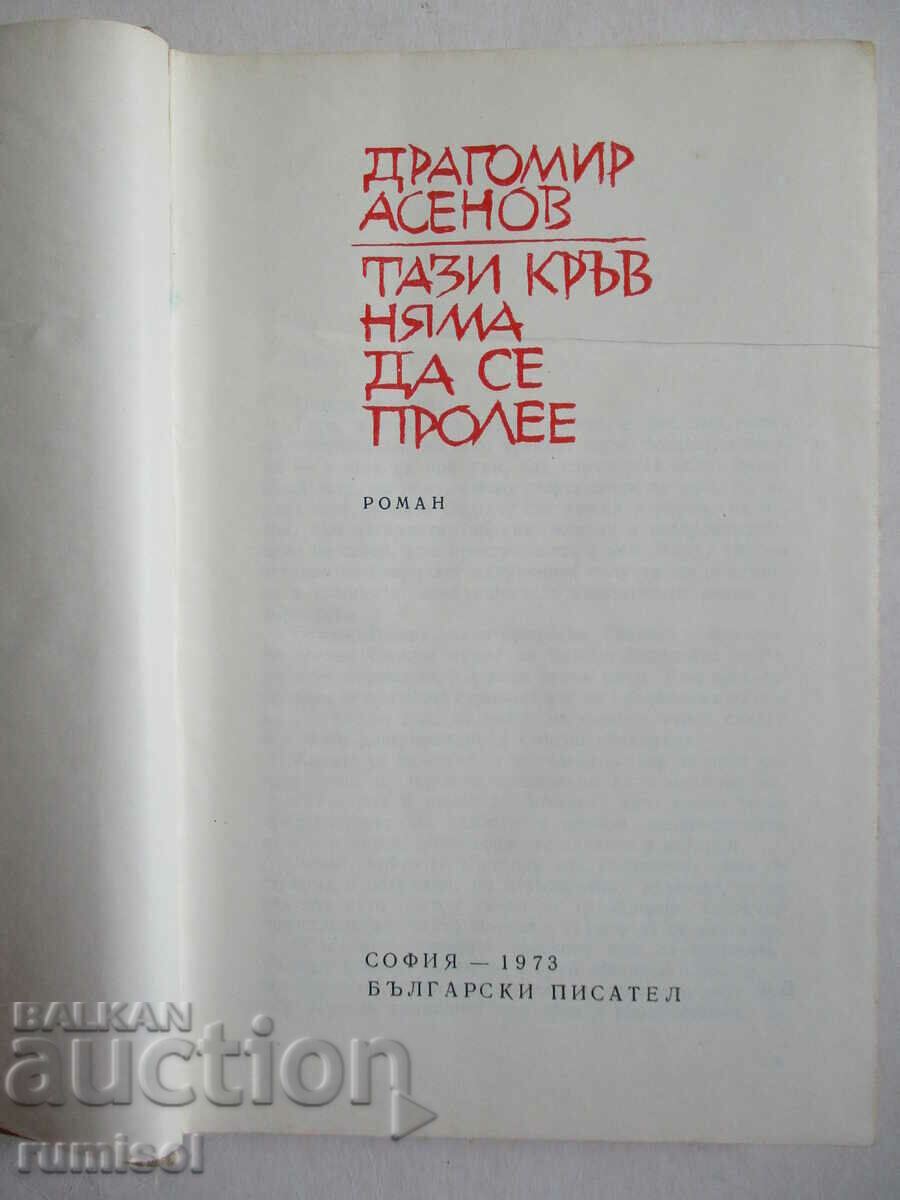 ДРАГОМИР
АСЕНОВ
ТАЗИ КРЪВ
НЯМА
ДА СЕ
ПРОЛЕЕ
РОМАН
СОФИЯ — 1973
БЪЛГАРСКИ ПИСАТЕЛ
BALKAN
auction
rumisol